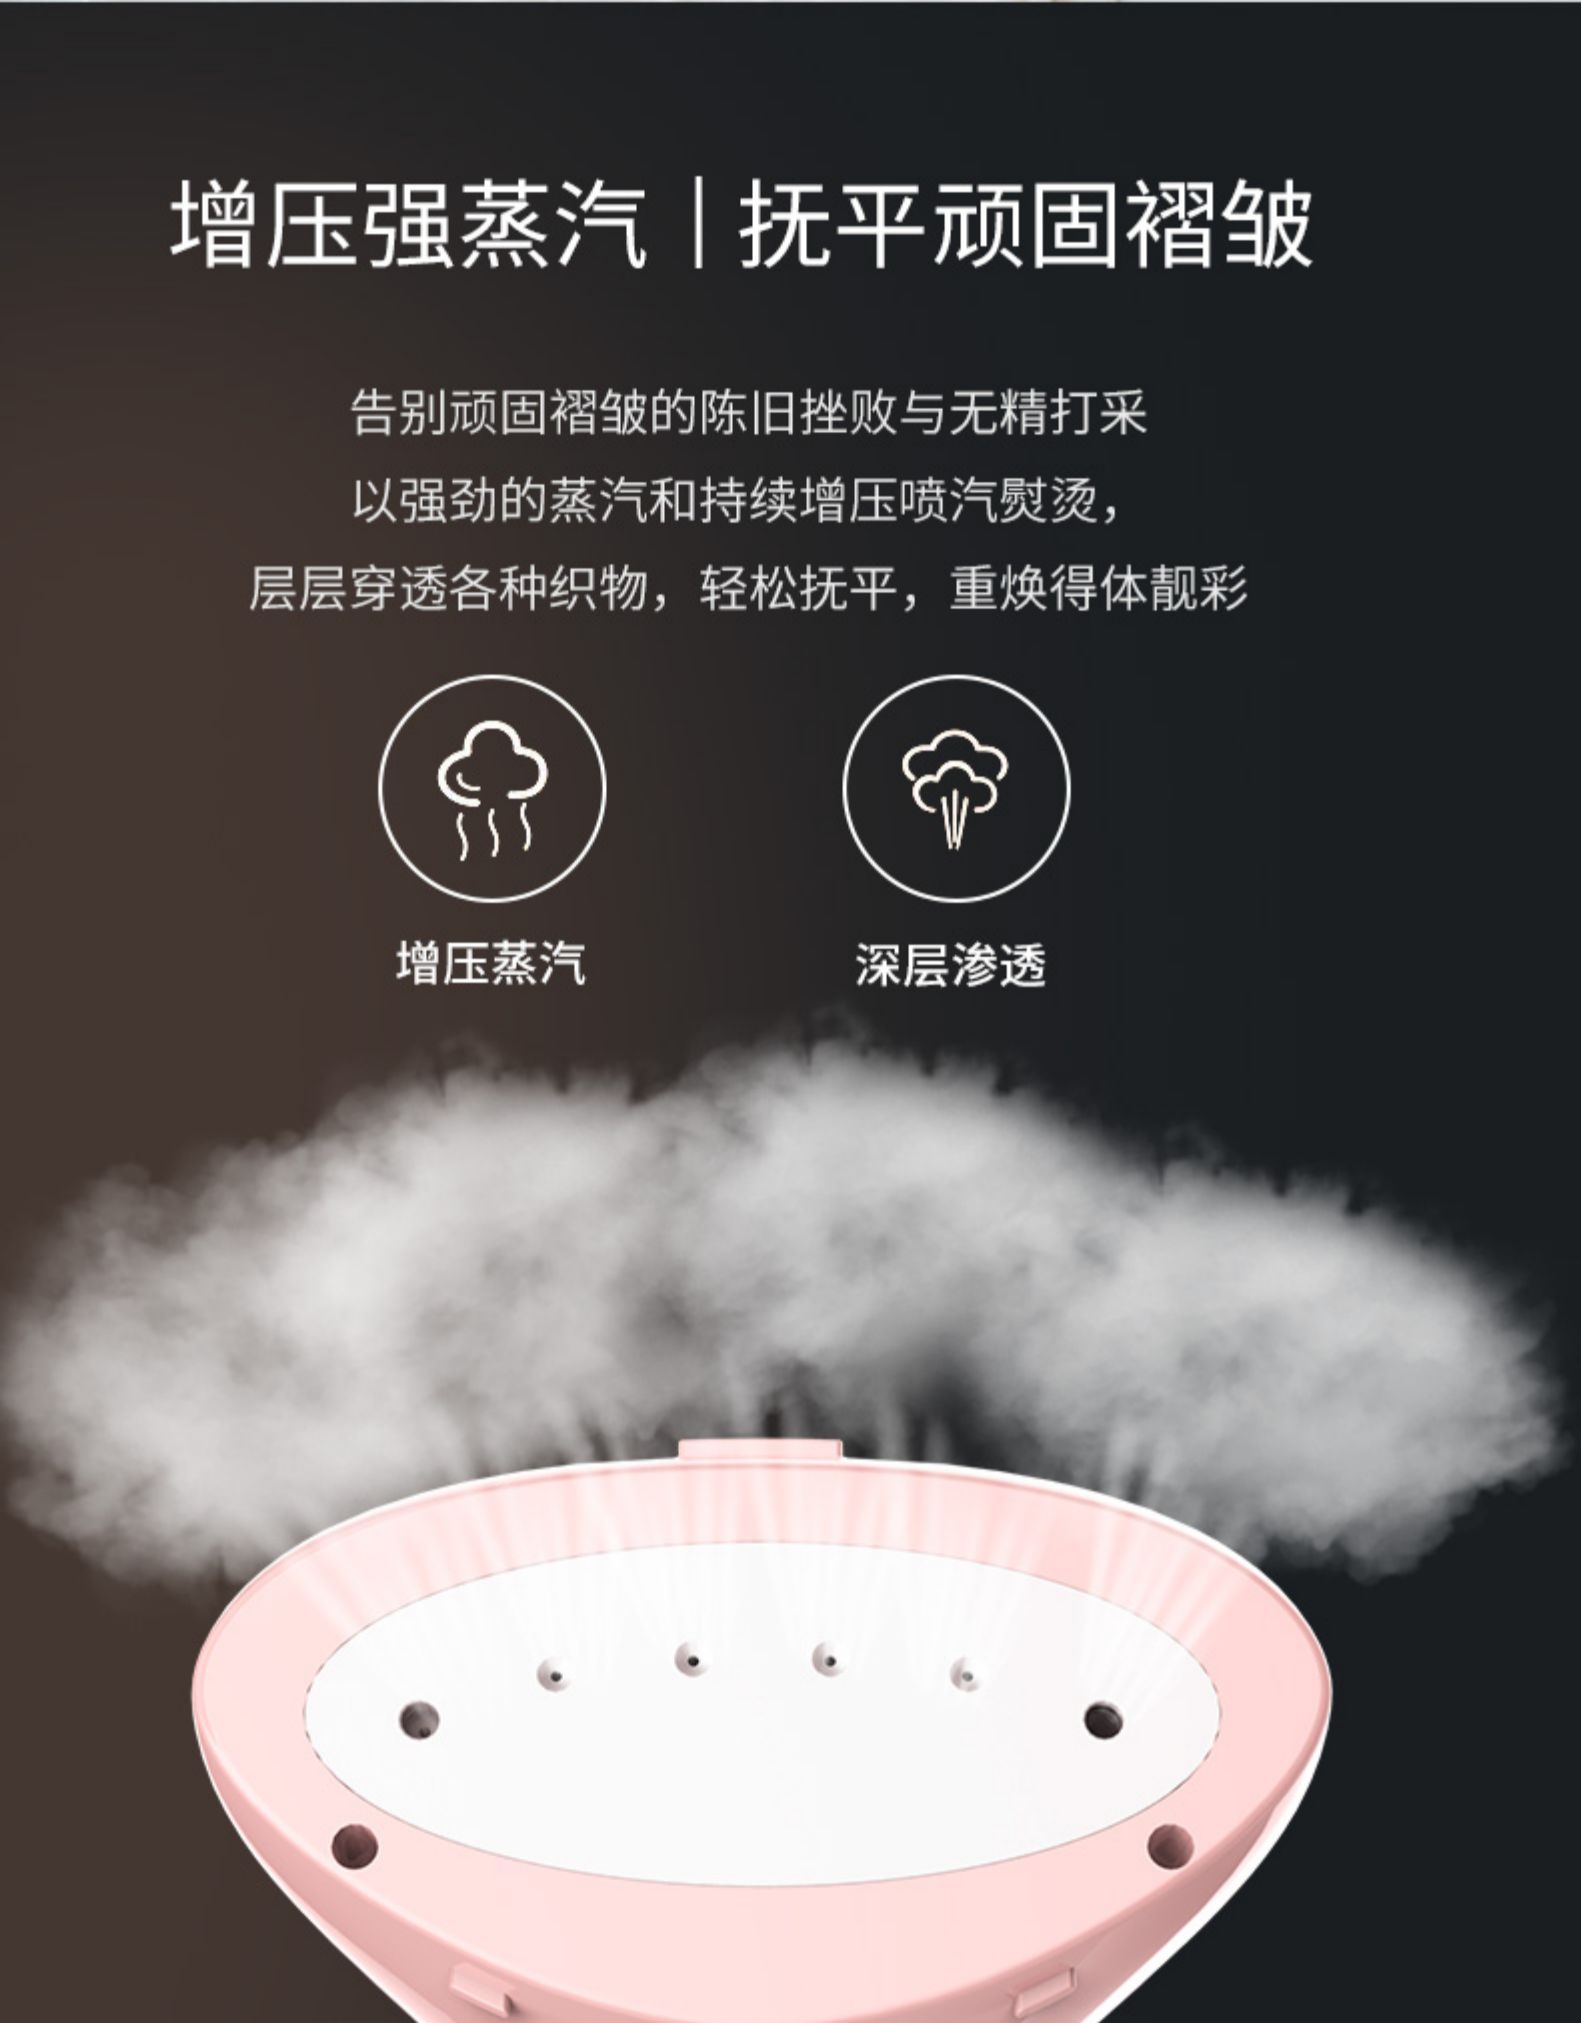 增压强蒸汽|抚平顽固褶皱
告别顽固褶皱的陈旧挫败与无精打采
以强劲的蒸汽和持续增压喷汽熨烫，
层层穿透各种织物，轻松抚平，重焕得体靓彩
增压蒸汽
深层渗透